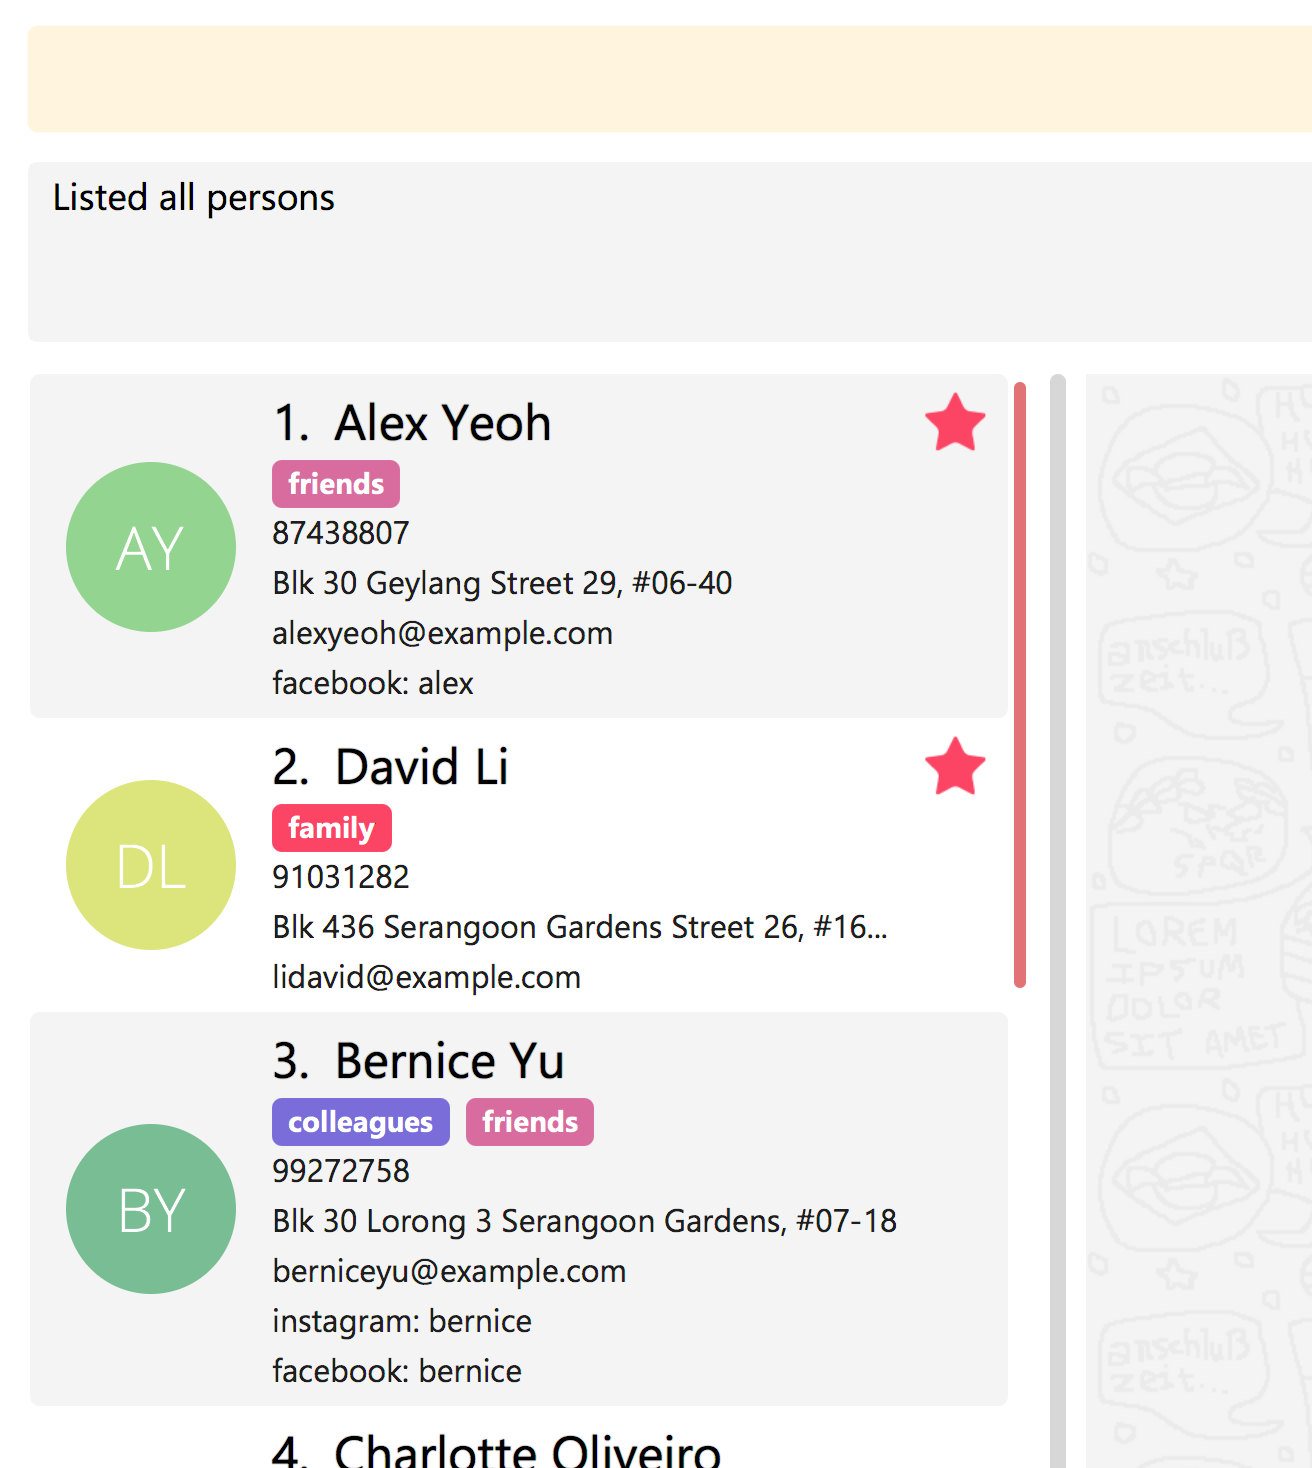 Listed all persons
1. Alex Yeoh
friends
AY
87438807
Blk 30 Geylang Street 29, #06-40
alexyeoh@example.com
facebook: alex
2. David Li
family
DL
91031282
Blk 436 Serangoon Gardens Street 26, #16...
lidavid@example.com
3. Bernice Yu
colleagues friends
BY
99272758
Blk 30 Lorong 3 Serangoon Gardens, #07-18
berniceyu@example.com
instagram: bernice
facebook: bernice
4. Charlotte Oliveiro
anschluß
zeit...
SPQR
LOREM
IPSUM
DOLOR
SIT AMET
anschluß
zeit...